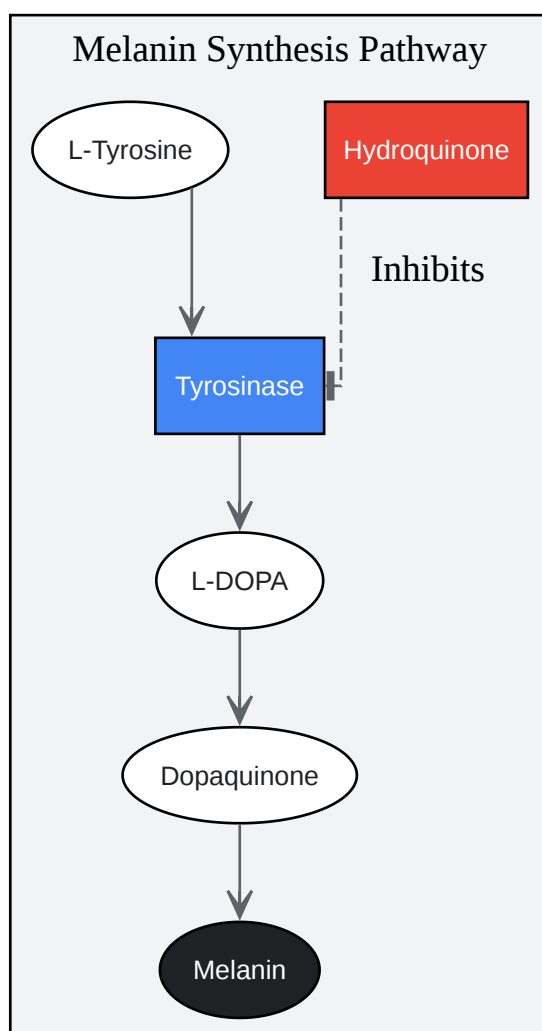 Melanin Synthesis Pathway
L-Tyrosine
Hydroquinone
Inhibits
Tyrosinase
L-DOPA
Dopaquinone
Melanin